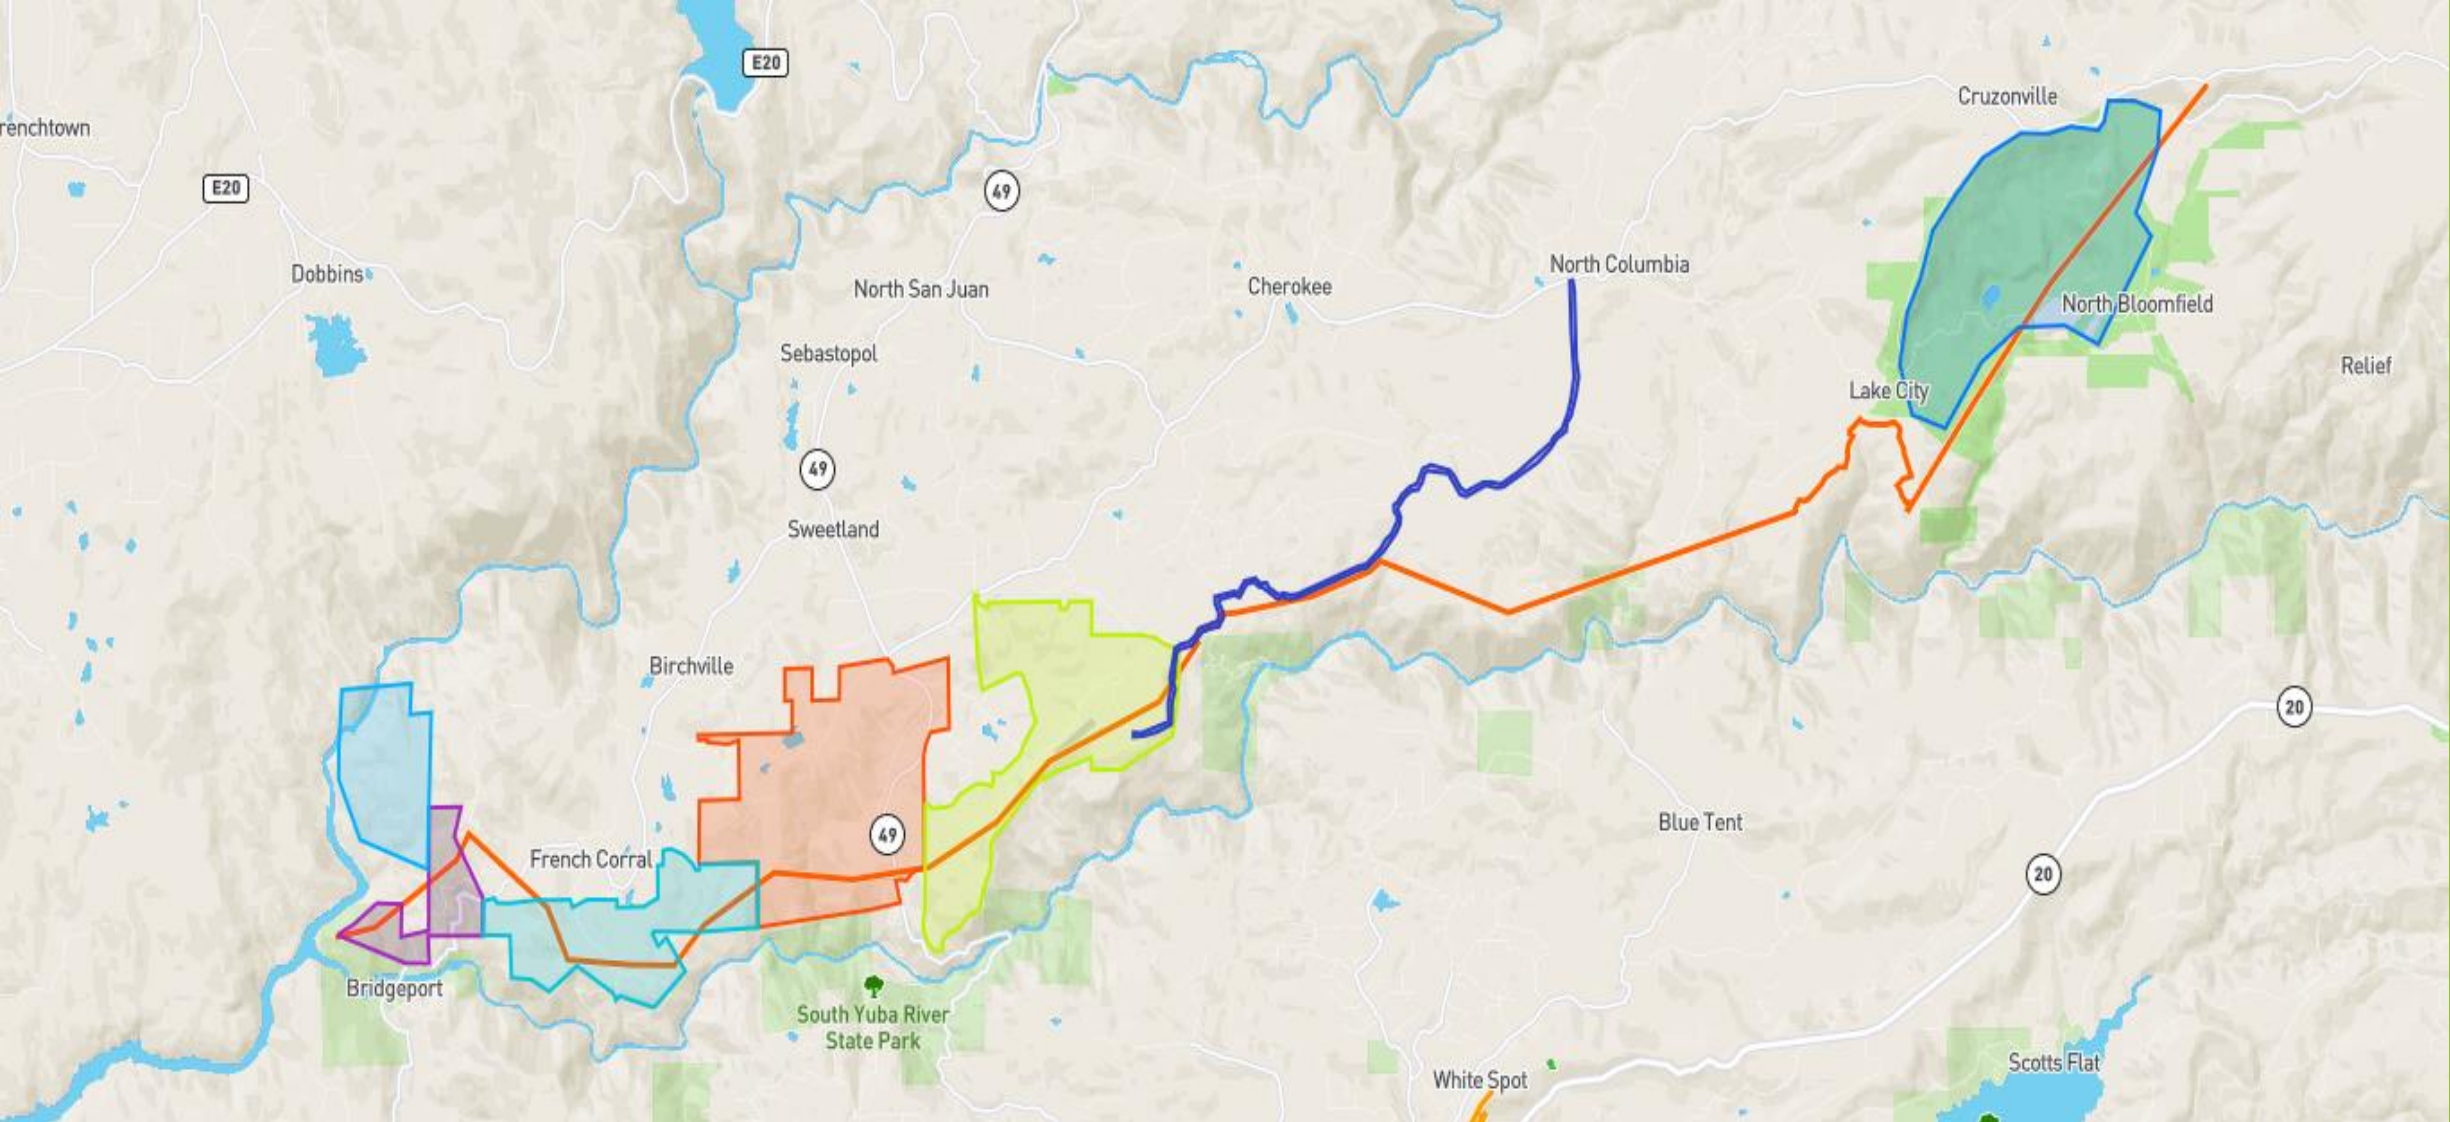 E20
Cruzonville
renchtown
E20
49
North Columbia
Dobbins
North San Juan
Cherokee
North Bloomfield
Sebastopol
Relief
Lake City
49
Sweetland
Birchville
20
Blue Tent
49
French Corral
20
Bridgeport
South Yuba River
State Park
Scotts Flat
White Spot